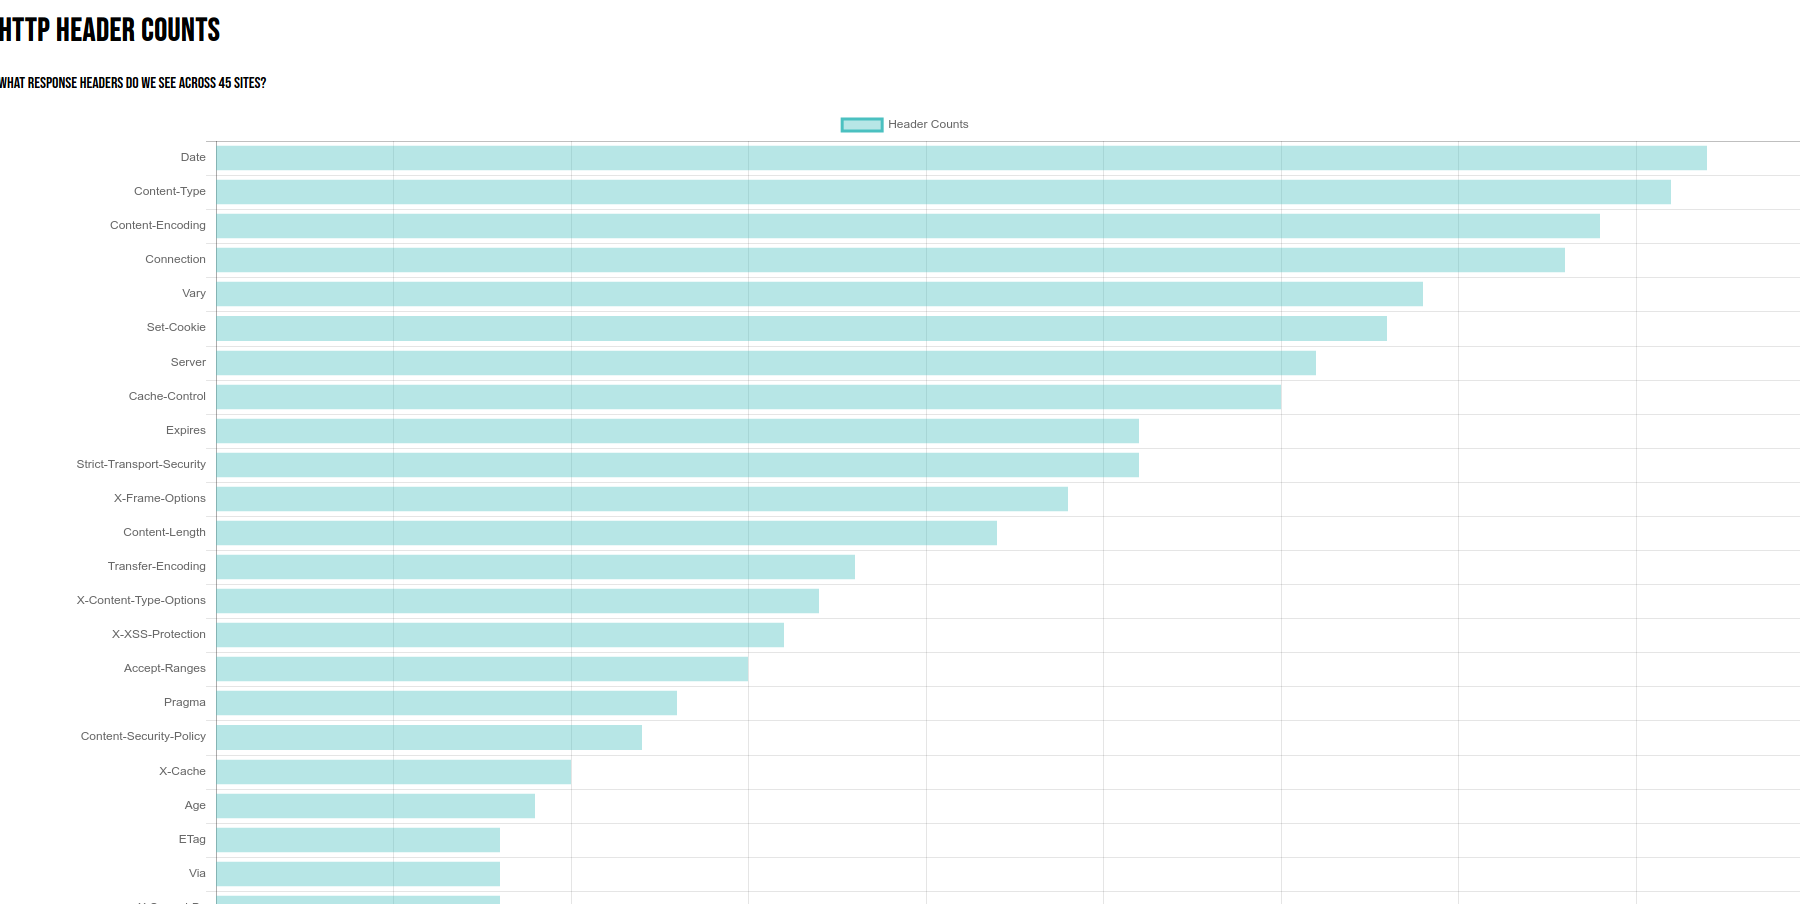 HTTP HEADER COUNTS
WHAT RESPONSE HEADERS DO WE SEE ACROSS 45 SITES?
Header Counts
Date
Content-Type
Content-Encoding
Connection
Vary
Set-Cookie
Server
Cache-Control
Expires
Strict-Transport-Security
X-Frame-Options
Content-Length
Transfer-Encoding
X-Content-Type-Options
X-XSS-Protection
Accept-Ranges
Pragma
Content-Security-Policy
X-Cache
Age
ETag
Via